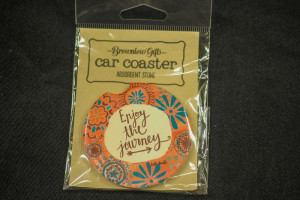 Brownlow Gifts
car coaster
ABSORBENT STONE
Enjoy
the
journey